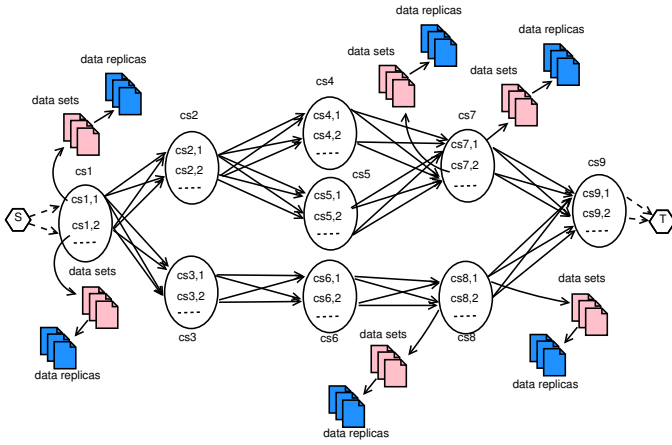 data replicas
data replicas
data replicas
data sets
cs4
data sets
data sets
cs2
cs7
cs4,1
cs4,2
----
cs1
cs2,1
cs2,2
----
cs7,1
cs7,2
----
cs5
cs9
cs1,1
cs1,2
----
cs5,1
cs5,2
----
cs9,1
cs9,2
----
S
T
cs3,1
cs3,2
----
cs6,1
cs6,2
----
cs8,1
cs8,2
----
data sets
data sets
cs3
cs6
cs8
data sets
data replicas
data replicas
data replicas